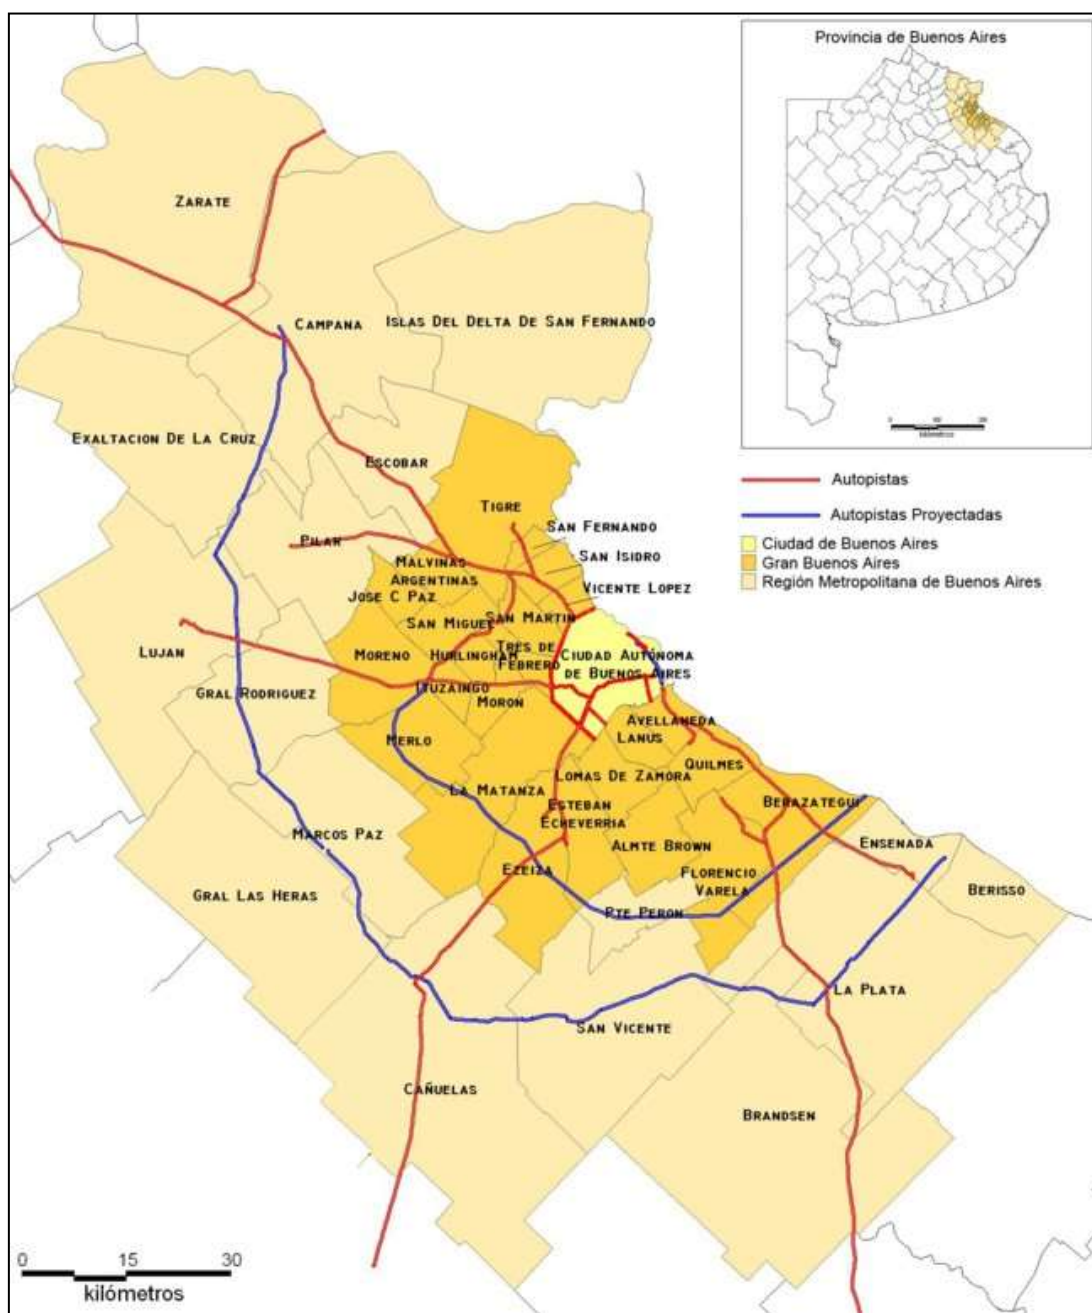 Provincia de Buenos Aires
ZARATE
CAMPANA
ISLAS DEL DELTA DE SAN FERNANDO
EXALTACION DE LA CRUZ
ESCOBAR
Autopistas
TIGRE
Autopistas Proyectadas
SAN FERNANDO
PILAR
Ciudad de Buenos Aires
SAN ISIDRO
Gran Buenos Aires
MALVINAS
ARGENTINAS
Región Metropolitana de Buenos Aires
VICENTE LOPEZ
JOSE C PAZ
SAN MARTIN
SAN MIGUEL
TRES DE
FEBRERO
LUJAN
MORENO
HURLINGHAM
CIUDAD AUTÓNOMA
DE BUENOS AIRES
GRAL RODRIGUEZ
ITUZAINGO
MORON
AVELLANEDA
LANUS
MERLO
QUILMES
LOMAS DE ZAMORA
LA MATANZA
BERAZATEGUI
ESTEBAN
ECHEVERRIA
MARCOS PAZ
ALMTE BROWN
ENSENADA
EZEIZA
FLORENCIO
VARELA
BERISSO
GRAL LAS HERAS
PTE PERON
LA PLATA
SAN VICENTE
CAÑUELAS
BRANDSEN
0 15 30
kilómetros